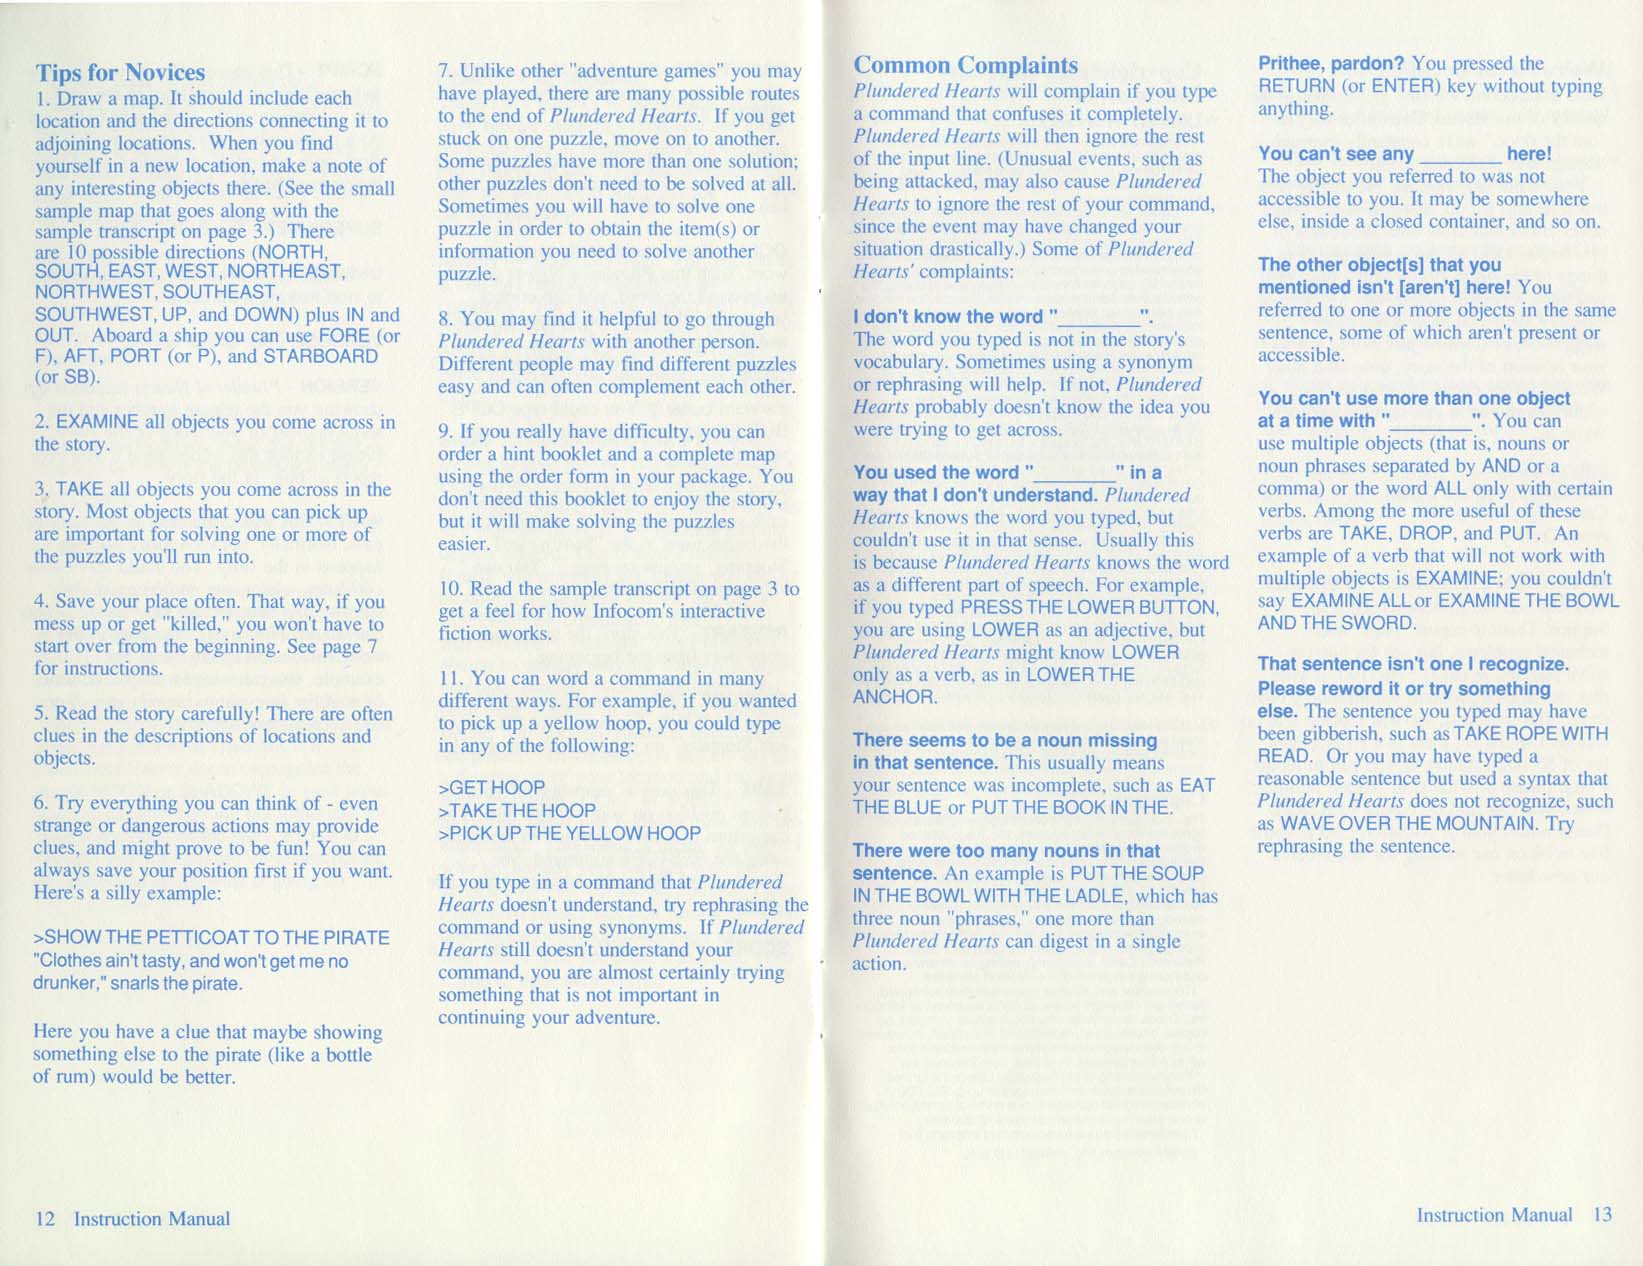 Tips for Novices
1. Draw a map. It should include each
location and the directions connecting it to
adjoining locations. When you find
yourself in a new location, make a note of
any interesting objects there. (See the small
sample map that goes along with the
sample transcript on page 3.) There
are 10 possible directions (NORTH,
SOUTH, EAST, WEST, NORTHEAST,
NORTHWEST, SOUTHEAST,
SOUTHWEST, UP, and DOWN) plus IN and
OUT. Aboard a ship you can use FORE (or
F), AFT, PORT (or P), and STARBOARD
(or SB).
2. EXAMINE all objects you come across in
the story.
3. TAKE all objects you come across in the
story. Most objects that you can pick up
are important for solving one or more of
the puzzles you'll run into.
4. Save your place often. That way, if you
mess up or get "killed," you won't have to
start over from the beginning. See page 7
for instructions.
5. Read the story carefully! There are often
clues in the descriptions of locations and
objects.
6. Try everything you can think of - even
strange or dangerous actions may provide
clues, and might prove to be fun! You can
always save your position first if you want.
Here's a silly example:
>SHOW THE PETTICOAT TO THE PIRATE
"Clothes ain't tasty, and won't get me no
drunker," snarls the pirate.
Here you have a clue that maybe showing
something else to the pirate (like a bottle
of rum) would be better.
12 Instruction Manual
7. Unlike other "adventure games" you may
have played, there are many possible routes
to the end of Plundered Hearts. If you get
stuck on one puzzle, move on to another.
Some puzzles have more than one solution;
other puzzles don't need to be solved at all.
Sometimes you will have to solve one
puzzle in order to obtain the item(s) or
information you need to solve another
puzzle.
8. You may find it helpful to go through
Plundered Hearts with another person.
Different people may find different puzzles
easy and can often complement each other.
9. If you really have difficulty, you can
order a hint booklet and a complete map
using the order form in your package. You
don't need this booklet to enjoy the story,
but it will make solving the puzzles
easier.
10. Read the sample transcript on page 3 to
get a feel for how Infocom's interactive
fiction works.
11. You can word a command in many
different ways. For example, if you wanted
to pick up a yellow hoop, you could type
in any of the following:
>GET HOOP
>TAKE THE HOOP
>PICK UP THE YELLOW HOOP
If you type in a command that Plundered
Hearts doesn't understand, try rephrasing the
command or using synonyms. If Plundered
Hearts still doesn't understand your
command, you are almost certainly trying
something that is not important in
continuing your adventure.
Common Complaints
Plundered Hearts will complain if you type
a command that confuses it completely.
Plundered Hearts will then ignore the rest
of the input line. (Unusual events, such as
being attacked, may also cause Plundered
Hearts to ignore the rest of your command,
since the event may have changed your
situation drastically.) Some of Plundered
Hearts' complaints:
I don't know the word "________".
The word you typed is not in the story's
vocabulary. Sometimes using a synonym
or rephrasing will help. If not, Plundered
Hearts probably doesn't know the idea you
were trying to get across.
You used the word "________" in a
way that I don't understand. Plundered
Hearts knows the word you typed, but
couldn't use it in that sense. Usually this
is because Plundered Hearts knows the word
as a different part of speech. For example,
if you typed PRESS THE LOWER BUTTON,
you are using LOWER as an adjective, but
Plundered Hearts might know LOWER
only as a verb, as in LOWER THE
ANCHOR.
There seems to be a noun missing
in that sentence. This usually means
your sentence was incomplete, such as EAT
THE BLUE or PUT THE BOOK IN THE.
There were too many nouns in that
sentence. An example is PUT THE SOUP
IN THE BOWL WITH THE LADLE, which has
three noun "phrases," one more than
Plundered Hearts can digest in a single
action.
Prithee, pardon? You pressed the
RETURN (or ENTER) key without typing
anything.
You can't see any ________ here!
The object you referred to was not
accessible to you. It may be somewhere
else, inside a closed container, and so on.
The other object[s] that you
mentioned isn't [aren't] here! You
referred to one or more objects in the same
sentence, some of which aren't present or
accessible.
You can't use more than one object
at a time with "________". You can
use multiple objects (that is, nouns or
noun phrases separated by AND or a
comma) or the word ALL only with certain
verbs. Among the more useful of these
verbs are TAKE, DROP, and PUT. An
example of a verb that will not work with
multiple objects is EXAMINE; you couldn't
say EXAMINE ALL or EXAMINE THE BOWL
AND THE SWORD.
That sentence isn't one I recognize.
Please reword it or try something
else. The sentence you typed may have
been gibberish, such as TAKE ROPE WITH
READ. Or you may have typed a
reasonable sentence but used a syntax that
Plundered Hearts does not recognize, such
as WAVE OVER THE MOUNTAIN. Try
rephrasing the sentence.
Instruction Manual 13